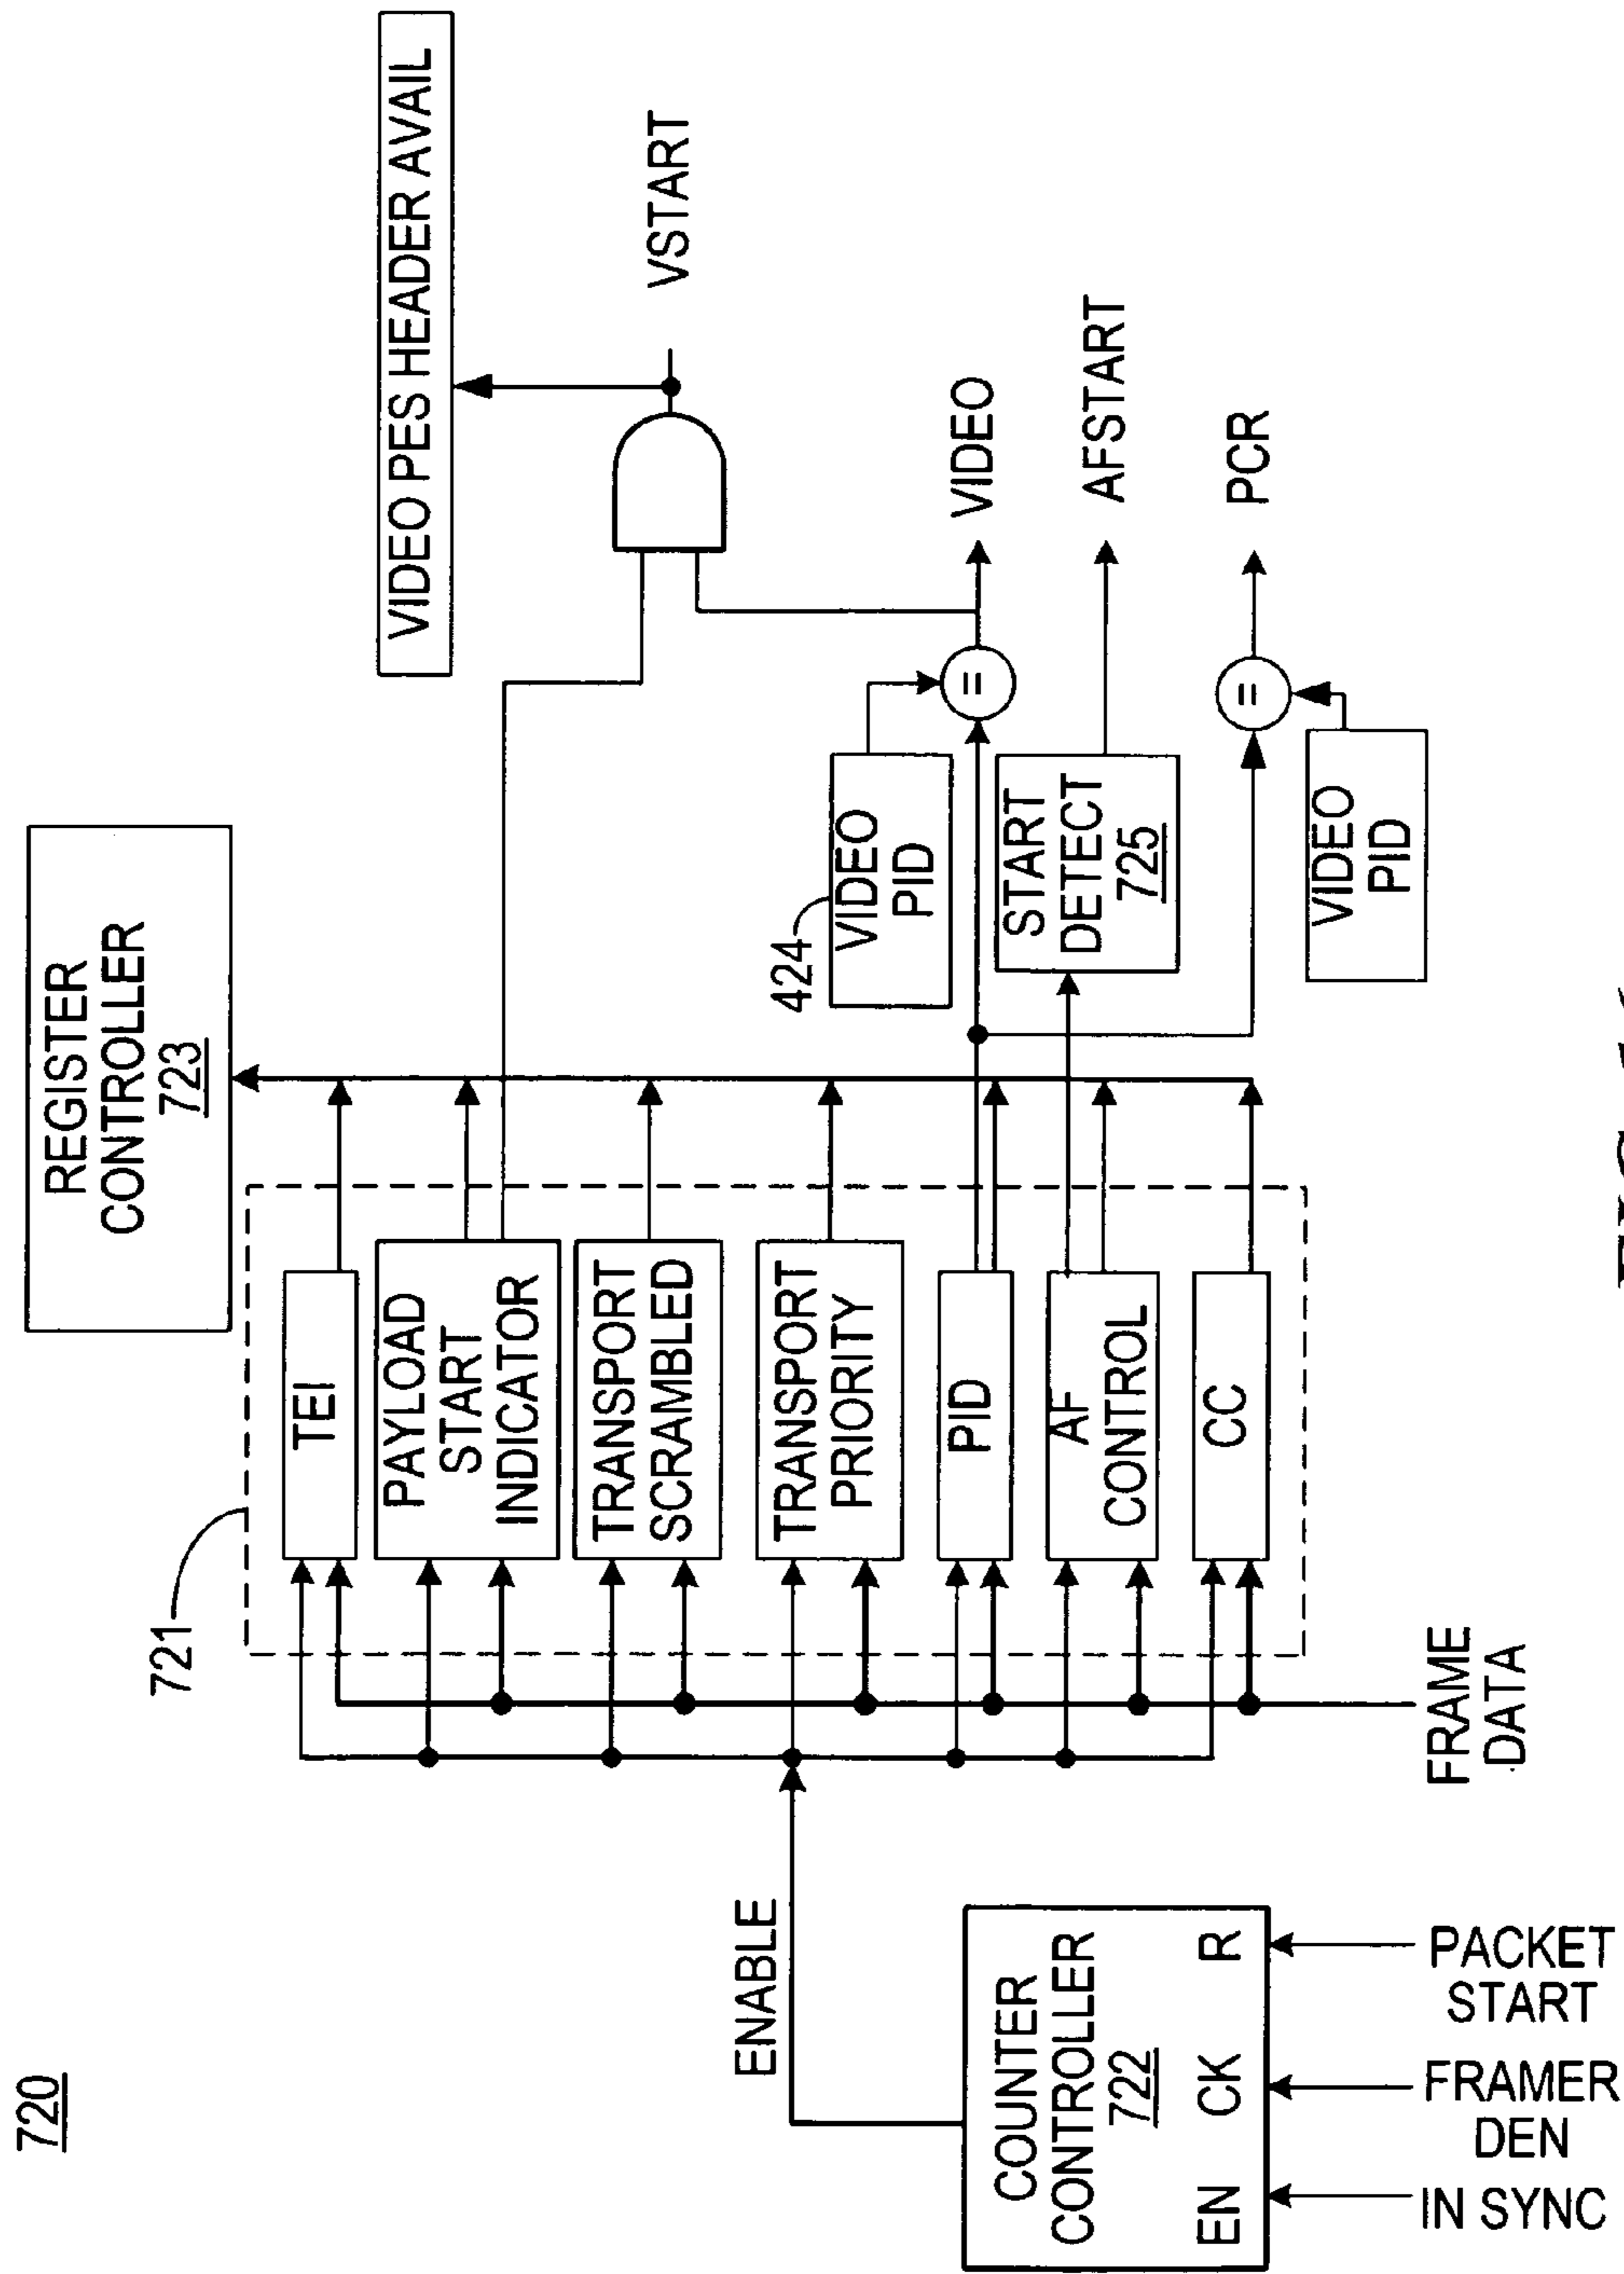 720
REGISTER
CONTROLLER
723
VIDEO PES HEADER AVAIL
721
TEI
PAYLOAD
START
INDICATOR
TRANSPORT
SCRAMBLED
TRANSPORT
PRIORITY
PID
AF
CONTROL
CC
VSTART
424
VIDEO
PID
=
VIDEO
START
DETECT
725
AFSTART
=
PCR
VIDEO
PID
ENABLE
COUNTER
CONTROLLER
722
EN CK R
IN SYNC
FRAMER
DEN
PACKET
START
FRAME
DATA